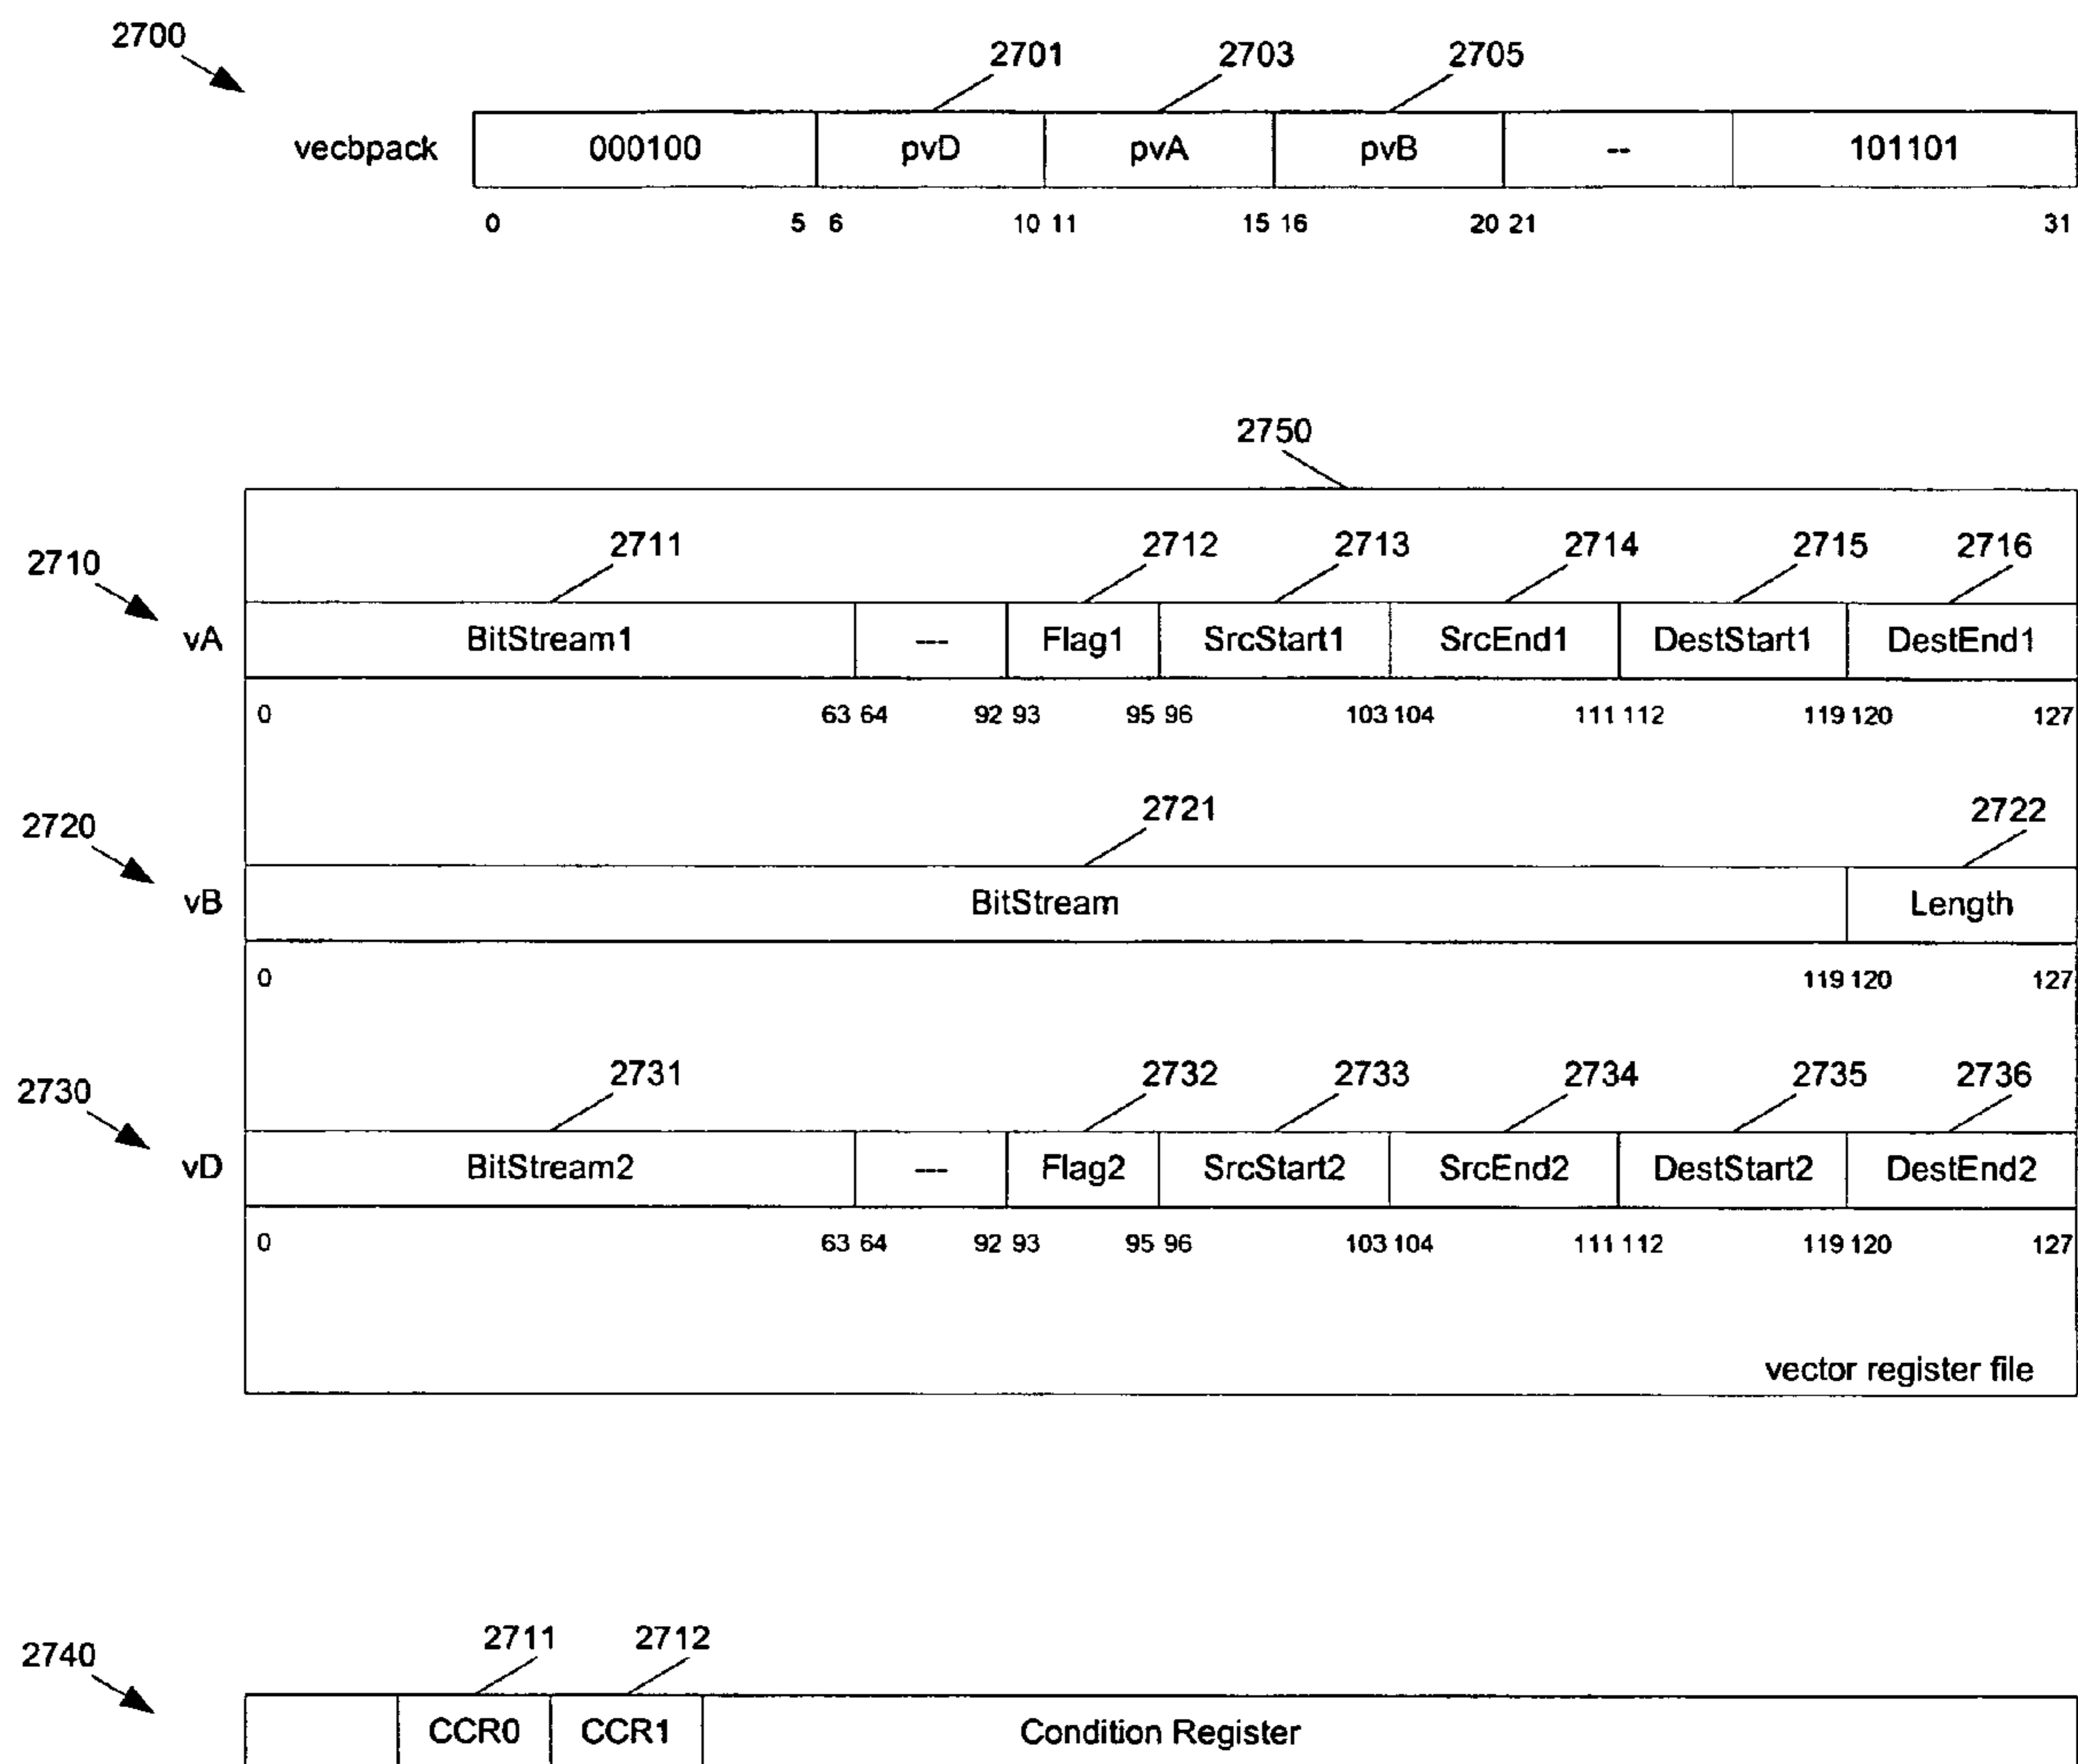 2700
2701 2703 2705
vecbpack 000100 pvD pvA pvB -- 101101
0 5 6 10 11 15 16 20 21 31
2750
2710
2711 2712 2713 2714 2715 2716
vA BitStream1 --- Flag1 SrcStart1 SrcEnd1 DestStart1 DestEnd1
0 63 64 92 93 95 96 103 104 111 112 119 120 127
2720
2721 2722
vB BitStream Length
0 119 120 127
2730
2731 2732 2733 2734 2735 2736
vD BitStream2 --- Flag2 SrcStart2 SrcEnd2 DestStart2 DestEnd2
0 63 64 92 93 95 96 103 104 111 112 119 120 127
vector register file
2740
2711 2712
CCR0 CCR1 Condition Register